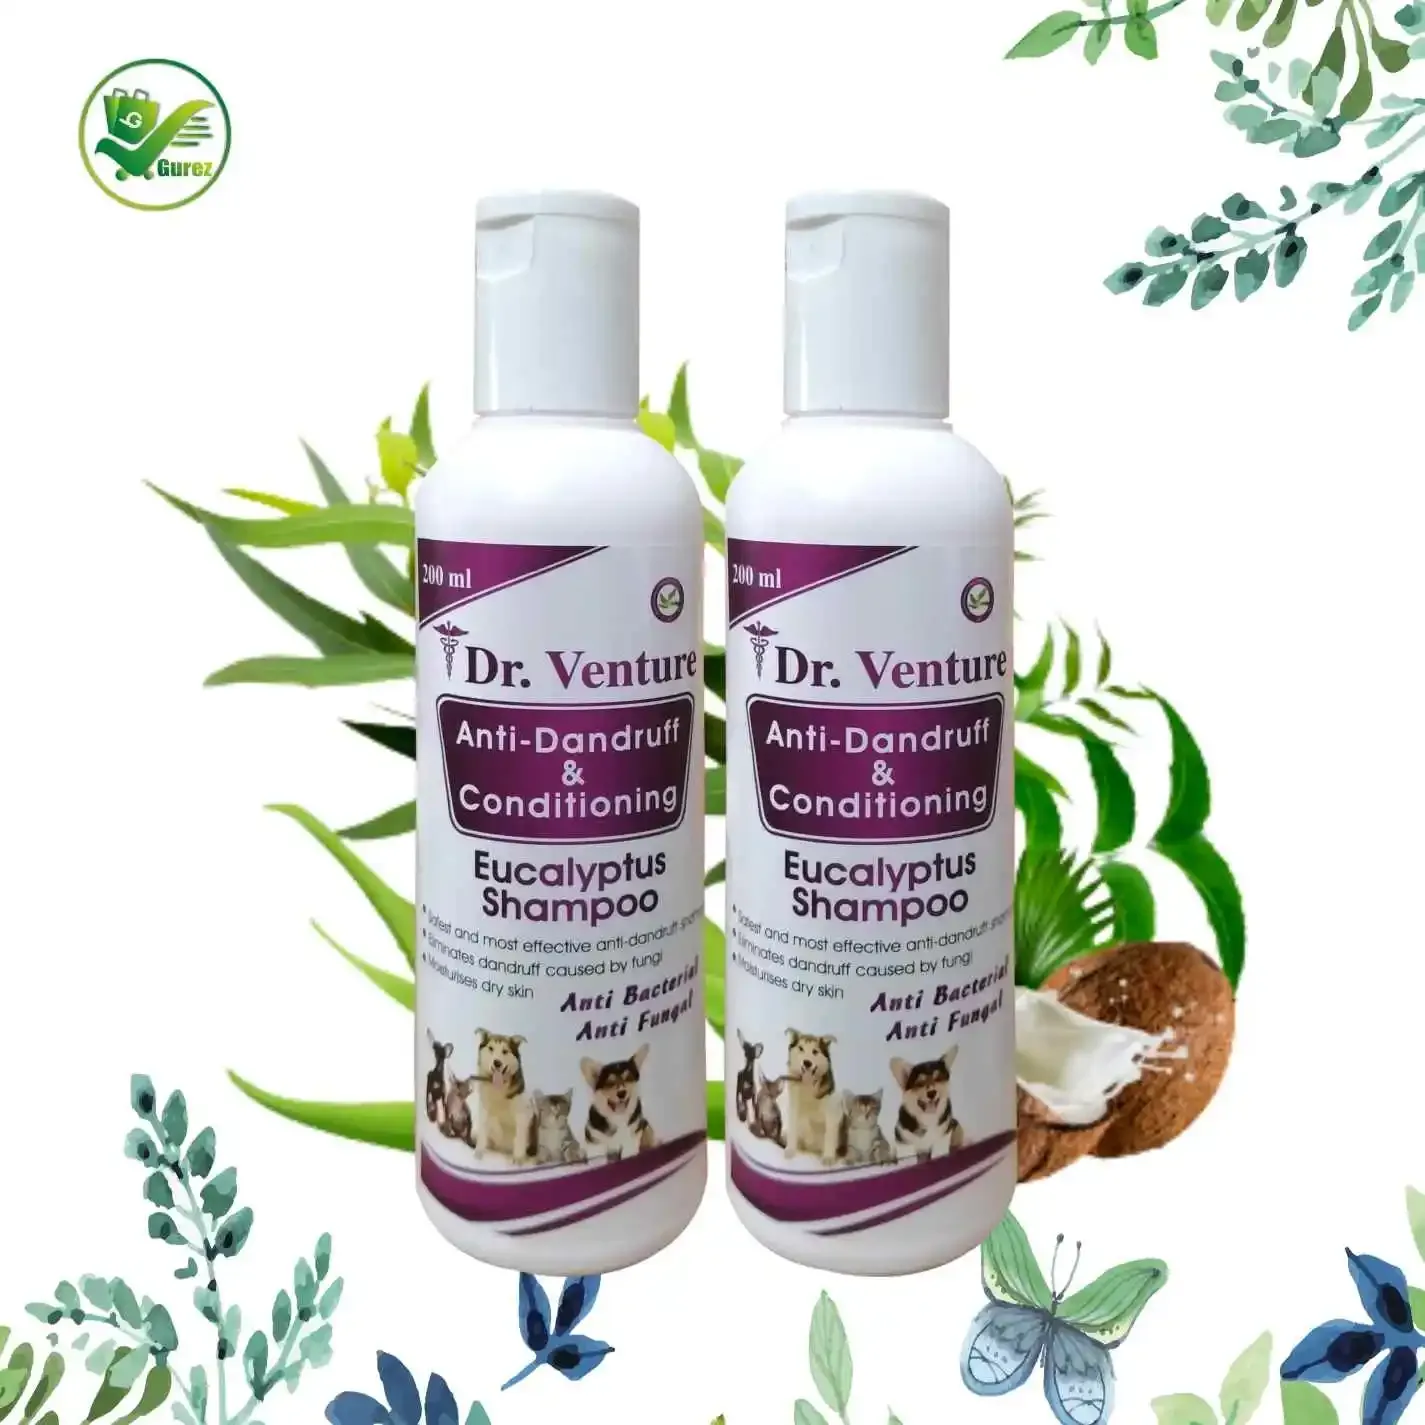 Gurez
200 ml
Dr. Venture
Anti-Dandruff
&
Conditioning
Eucalyptus
Shampoo
• Safest and most effective anti-dandruff
• Eliminates dandruff caused by fungi
• Moisturises dry skin
Anti Bacterial
Anti Fungal
200 ml
Dr. Venture
Anti-Dandruff
&
Conditioning
Eucalyptus
Shampoo
• Safest and most effective anti-dandruff
• Eliminates dandruff caused by fungi
• Moisturises dry skin
Anti Bacterial
Anti Fungal